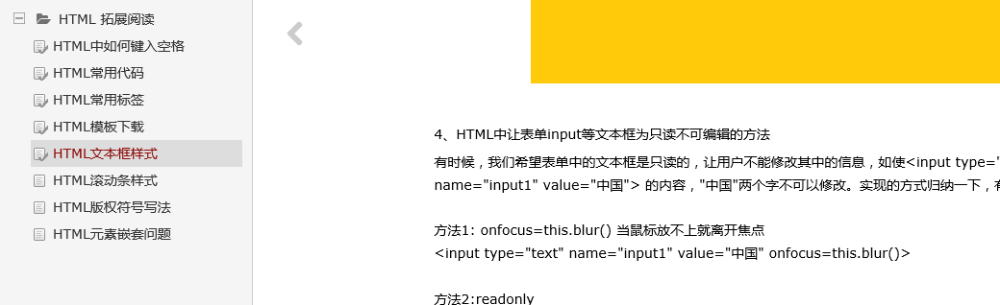 HTML 拓展阅读
HTML中如何键入空格
HTML常用代码
HTML常用标签
HTML模板下载
HTML文本框样式
HTML滚动条样式
HTML版权符号写法
HTML元素嵌套问题
4、HTML中让表单input等文本框为只读不可编辑的方法
有时候，我们希望表单中的文本框是只读的，让用户不能修改其中的信息，如使<input type="
name="input1" value="中国"> 的内容，"中国"两个字不可以修改。实现的方式归纳一下，有
方法1: onfocus=this.blur() 当鼠标放不上就离开焦点
<input type="text" name="input1" value="中国" onfocus=this.blur()>
方法2:readonly